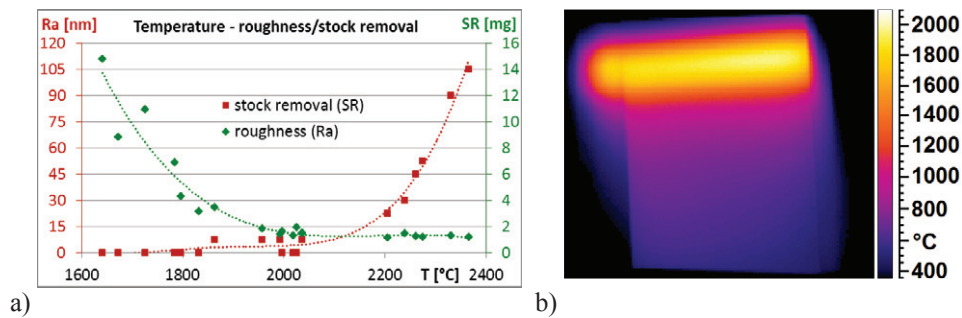 Ra [nm] Temperature - roughness/stock removal SR [mg]
120 16
105 14
90 12
75 10
60 8
45 6
30 4
15 2
0 0
stock removal (SR)
roughness (Ra)
1600 1800 2000 2200 2400
T [°C]
a)
2000
1800
1600
1400
1200
1000
800
600
°C
400
b)